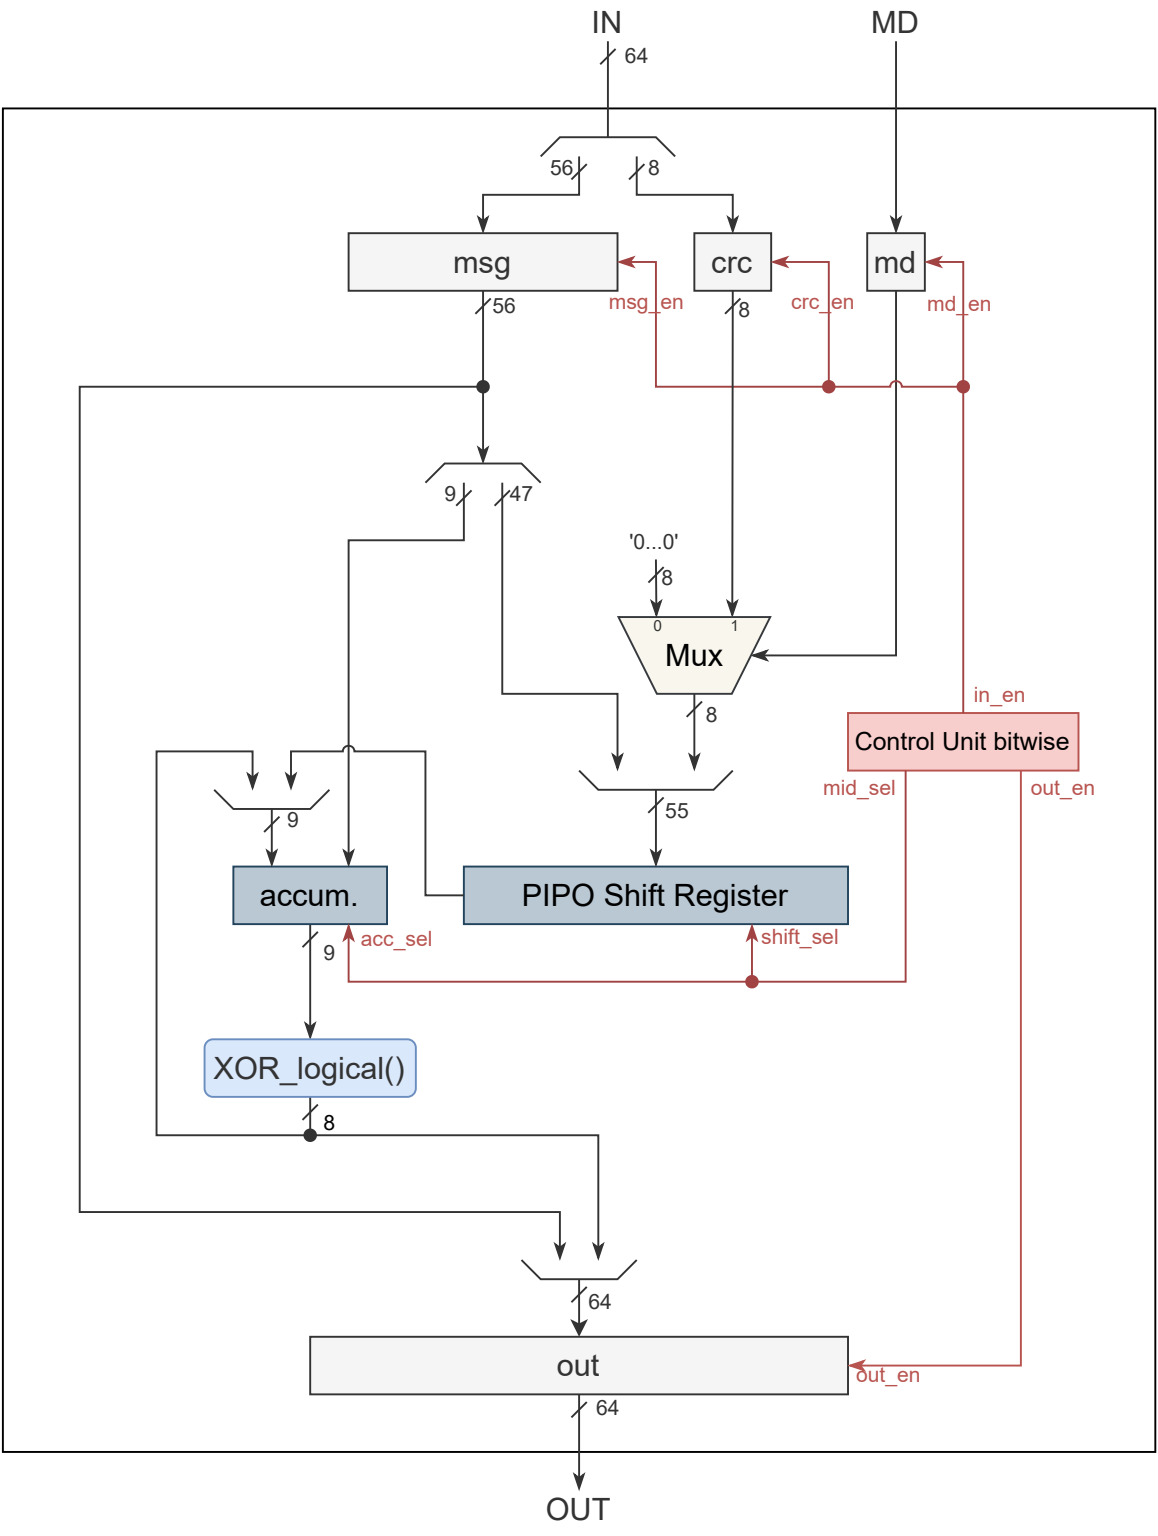 IN
MD
64
56
8
msg
crc
md
56
8
msg_en
crc_en
md_en
9
47
'0...0'
8
0
1
Mux
in_en
8
Control Unit bitwise
mid_sel
out_en
9
55
accum.
PIPO Shift Register
9
acc_sel
shift_sel
XOR_logical()
8
64
out
out_en
64
OUT